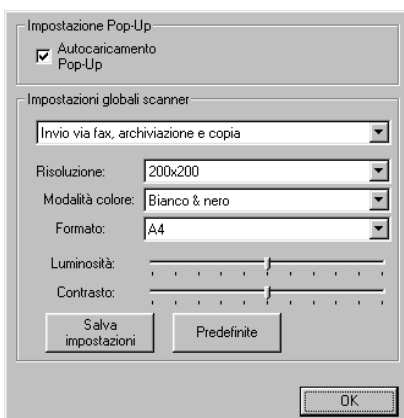 Impostazione Pop-Up
Autocaricamento
Pop-Up
Impostazioni globali scanner
Invio via fax, archiviazione e copia
Risoluzione: 200x200
Modalità colore: Bianco & nero
Formato: A4
Luminosità:
Contrasto:
Salva
impostazioni
Predefinite
OK